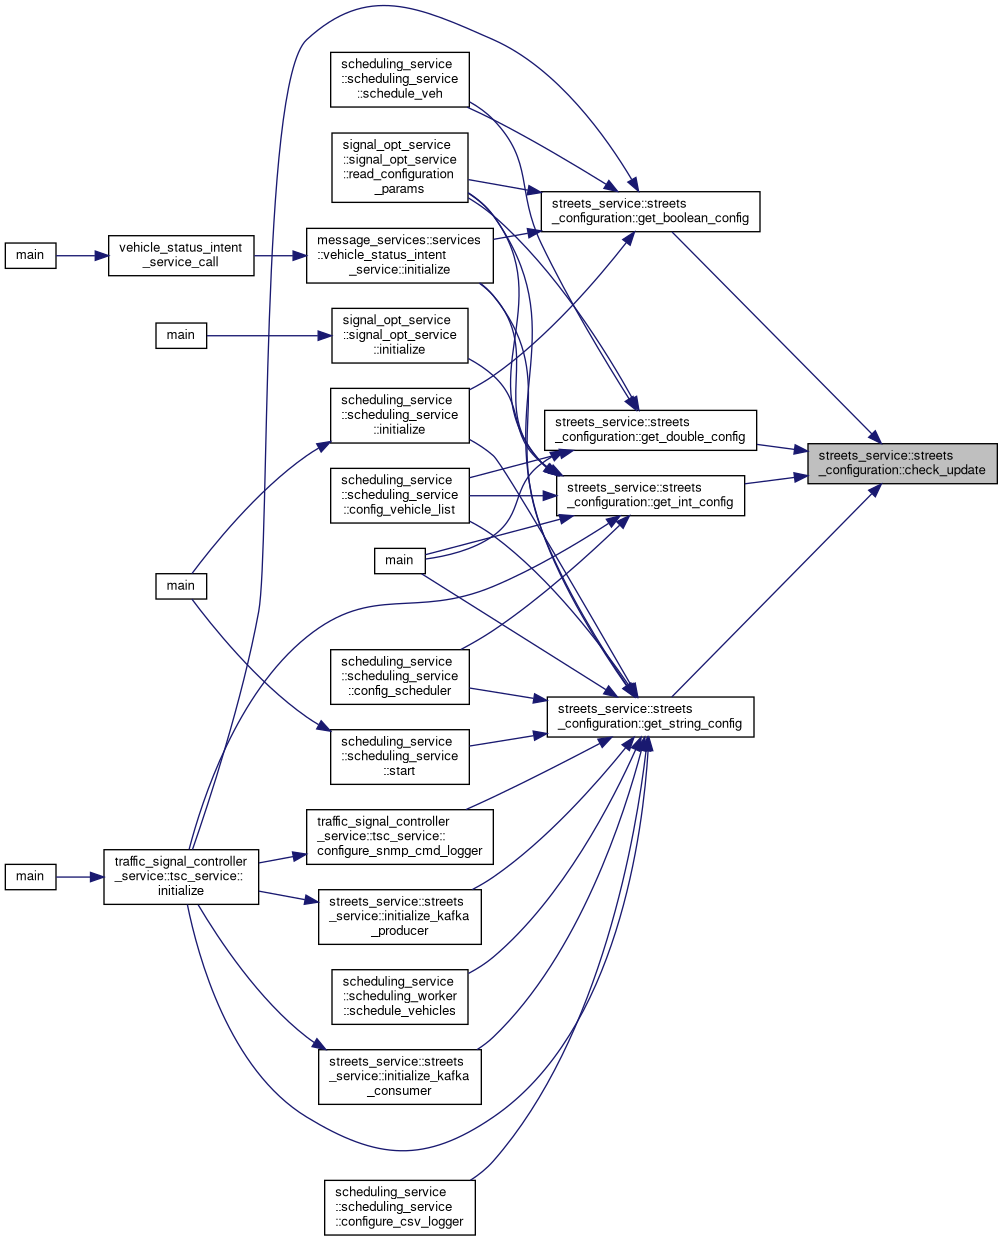 scheduling_service
::scheduling_service
::schedule_veh
signal_opt_service
::signal_opt_service
::read_configuration
_params
streets_service::streets
_configuration::get_boolean_config
main
vehicle_status_intent
_service_call
message_services::services
::vehicle_status_intent
_service::initialize
main
signal_opt_service
::signal_opt_service
::initialize
scheduling_service
::scheduling_service
::initialize
streets_service::streets
_configuration::get_double_config
streets_service::streets
_configuration::check_update
scheduling_service
::scheduling_service
::config_vehicle_list
streets_service::streets
_configuration::get_int_config
main
main
scheduling_service
::scheduling_service
::config_scheduler
streets_service::streets
_configuration::get_string_config
scheduling_service
::scheduling_service
::start
traffic_signal_controller
_service::tsc_service::
configure_snmp_cmd_logger
main
traffic_signal_controller
_service::tsc_service::
initialize
streets_service::streets
_service::initialize_kafka
_producer
scheduling_service
::scheduling_worker
::schedule_vehicles
streets_service::streets
_service::initialize_kafka
_consumer
scheduling_service
::scheduling_service
::configure_csv_logger